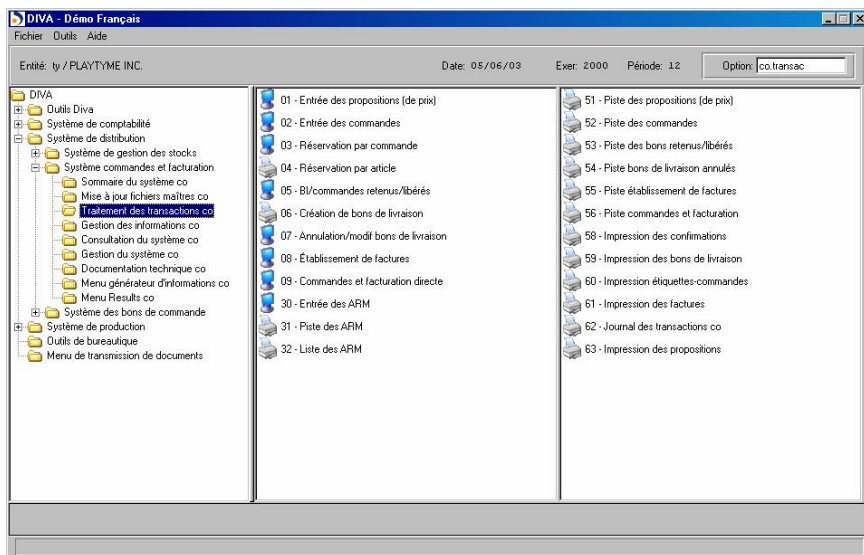 DIVA - Démo Français
Fichier Outils Aide
Entité: ty / PLAYTYME INC. Date: 05/06/03 Exer: 2000 Période: 12 Option: co.transac
DIVA
Outils Diva
Système de comptabilité
Système de distribution
Système de gestion des stocks
Système commandes et facturation
Sommaire du système co
Mise à jour fichiers maîtres co
Traitement des transactions co
Gestion des informations co
Consultation du système co
Gestion du système co
Documentation technique co
Menu générateur d'informations co
Menu Results co
Système des bons de commande
Système de production
Outils de bureautique
Menu de transmission de documents
01 - Entrée des propositions (de prix)
02 - Entrée des commandes
03 - Réservation par commande
04 - Réservation par article
05 - Bl/commandes retenus/libérés
06 - Création de bons de livraison
07 - Annulation/modif bons de livraison
08 - Établissement de factures
09 - Commandes et facturation directe
30 - Entrée des ARM
31 - Piste des ARM
32 - Liste des ARM
51 - Piste des propositions (de prix)
52 - Piste des commandes
53 - Piste des bons retenus/libérés
54 - Piste bons de livraison annulés
55 - Piste établissement de factures
56 - Piste commandes et facturation
58 - Impression des confirmations
59 - Impression des bons de livraison
60 - Impression étiquettes-commandes
61 - Impression des factures
62 - Journal des transactions co
63 - Impression des propositions